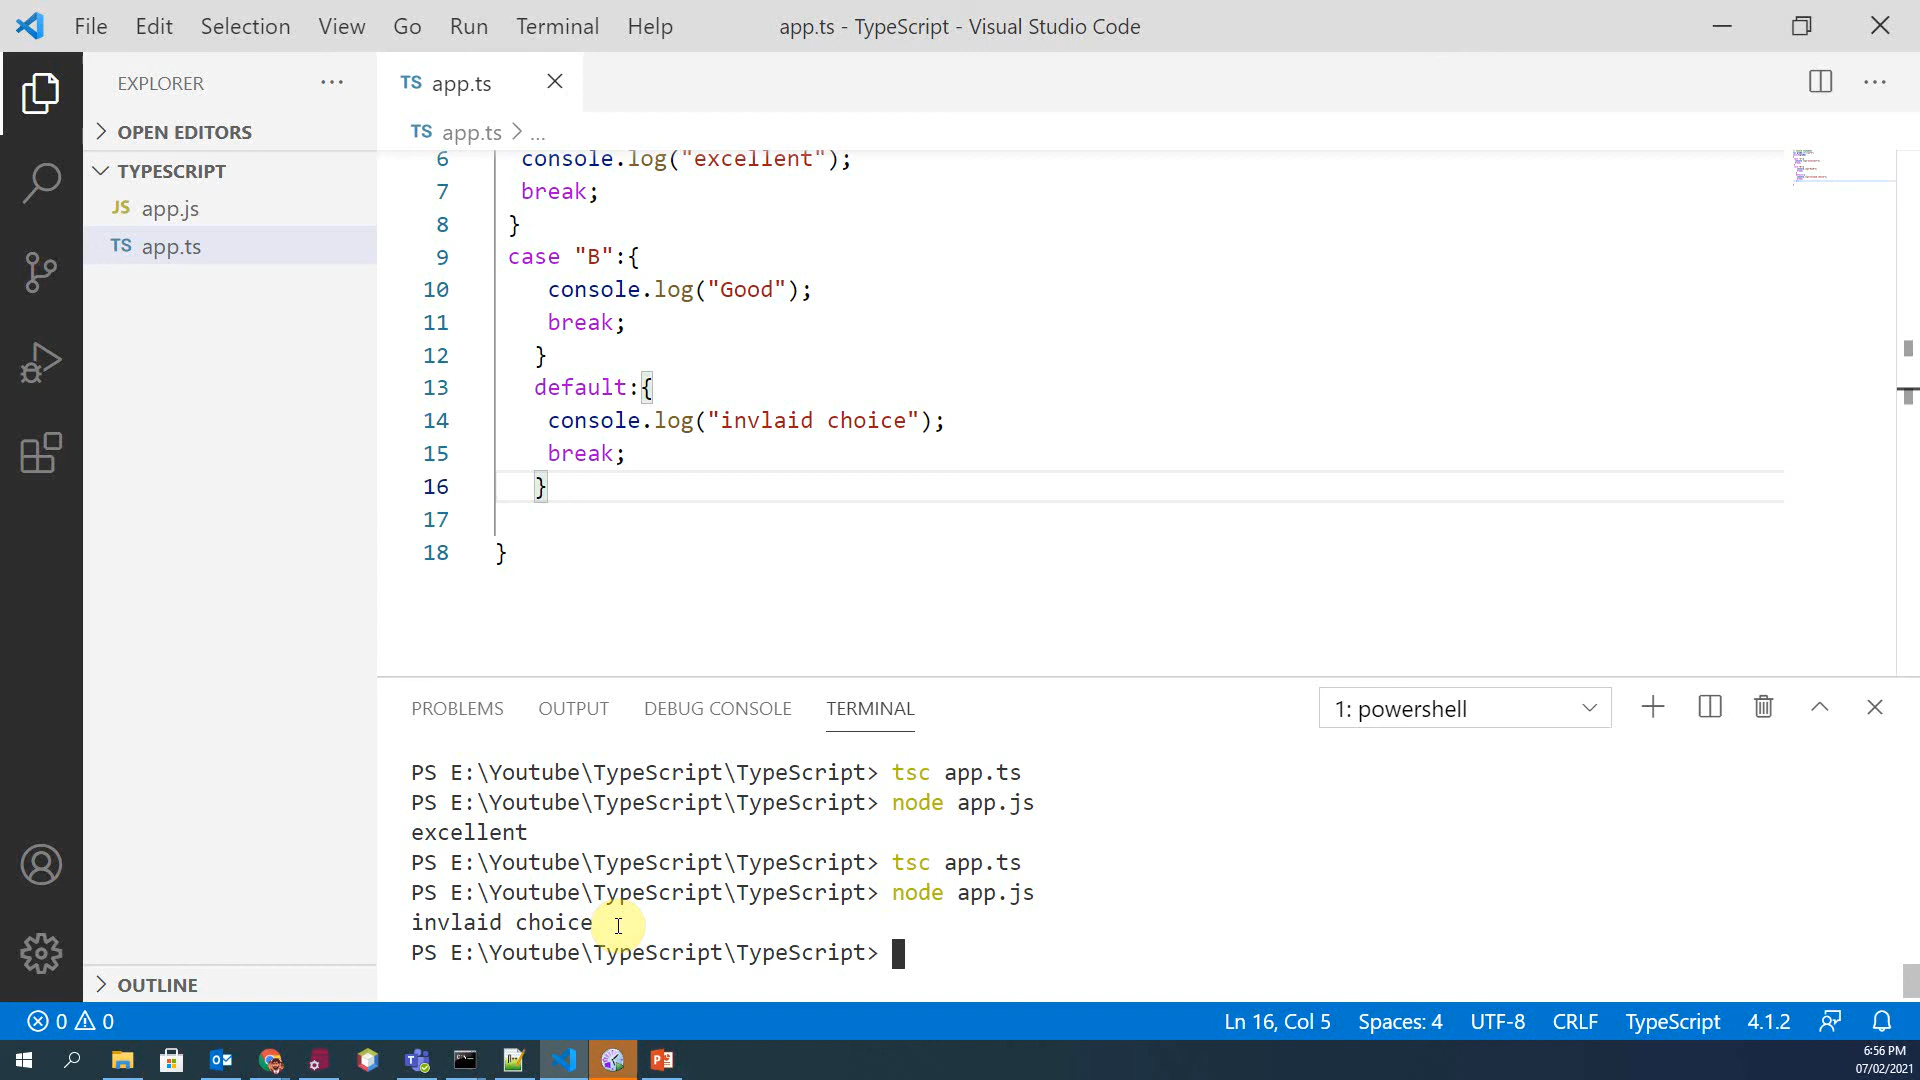 File Edit Selection View Go Run Terminal Help app.ts - TypeScript - Visual Studio Code
EXPLORER ···
TS app.ts
OPEN EDITORS
TS app.ts > ...
TYPESCRIPT
JS app.js
TS app.ts
6 console.log("excellent");
7 break;
8 }
9 case "B":{
10 console.log("Good");
11 break;
12 }
13 default:{
14 console.log("invlaid choice");
15 break;
16 }
17
18 }
PROBLEMS OUTPUT DEBUG CONSOLE TERMINAL 1: powershell
PS E:\Youtube\TypeScript\TypeScript> tsc app.ts
PS E:\Youtube\TypeScript\TypeScript> node app.js
excellent
PS E:\Youtube\TypeScript\TypeScript> tsc app.ts
PS E:\Youtube\TypeScript\TypeScript> node app.js
invlaid choice
PS E:\Youtube\TypeScript\TypeScript>
OUTLINE
0 0 Ln 16, Col 5 Spaces: 4 UTF-8 CRLF TypeScript 4.1.2
6:56 PM
07/02/2021